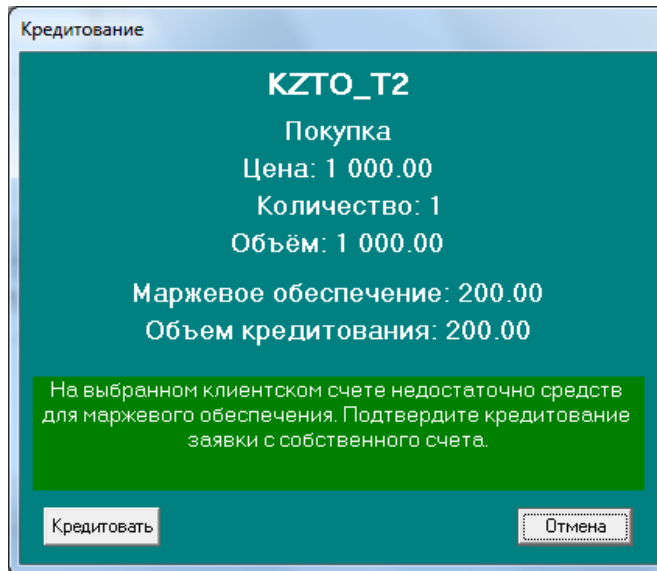 Кредитование
KZTO_T2
Покупка
Цена: 1 000.00
Количество: 1
Объём: 1 000.00
Маржевое обеспечение: 200.00
Объем кредитования: 200.00
На выбранном клиентском счете недостаточно средств
для маржевого обеспечения. Подтвердите кредитование
заявки с собственного счета.
Кредитовать
Отмена